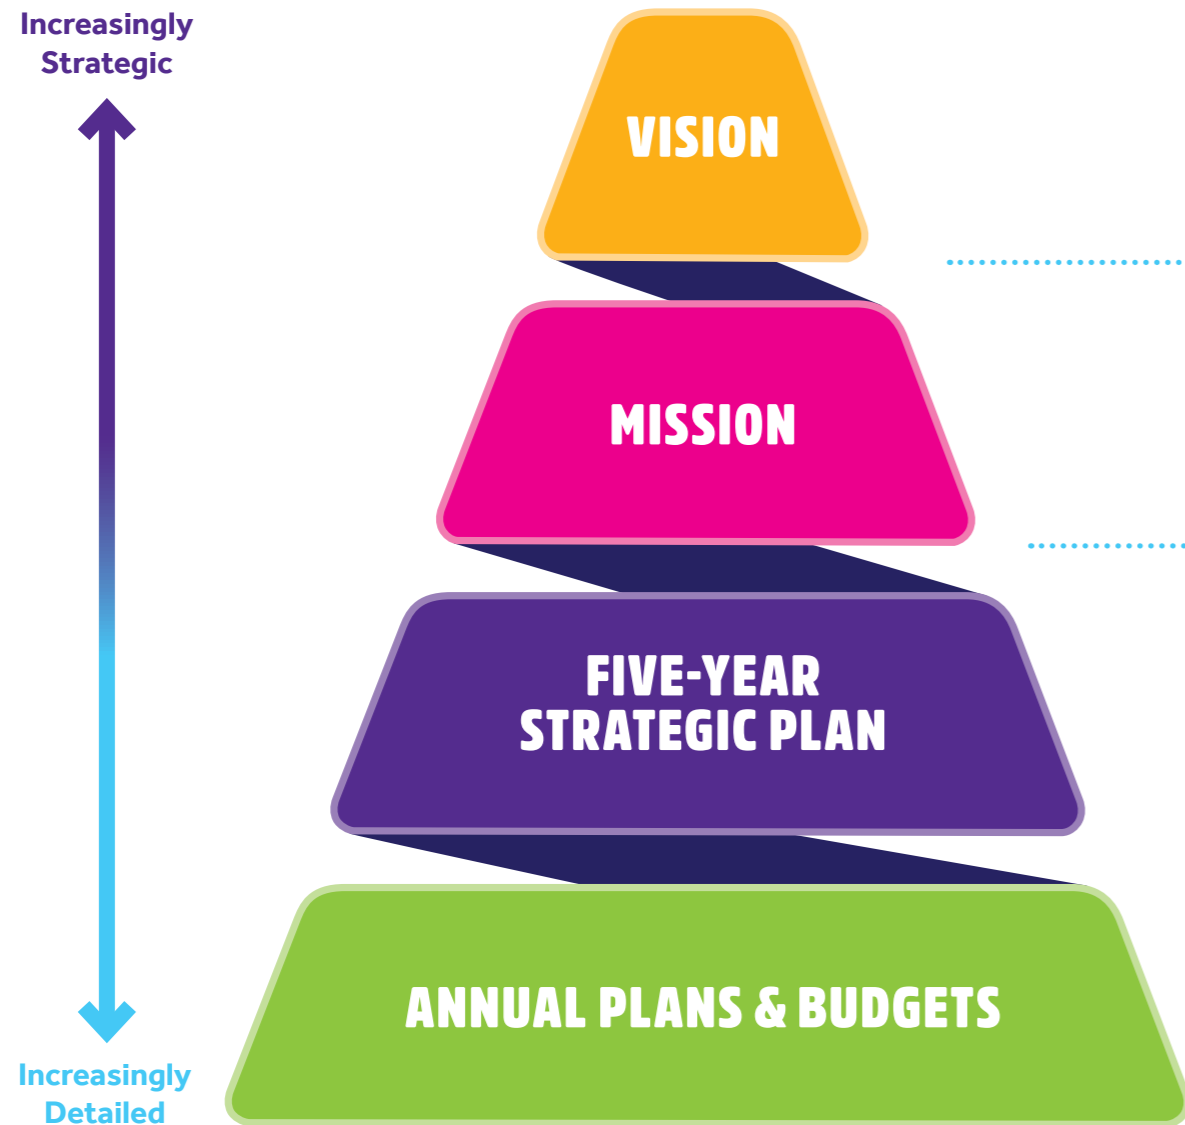 Increasingly
Strategic
VISION
MISSION
FIVE-YEAR
STRATEGIC PLAN
ANNUAL PLANS & BUDGETS
Increasingly
Detailed